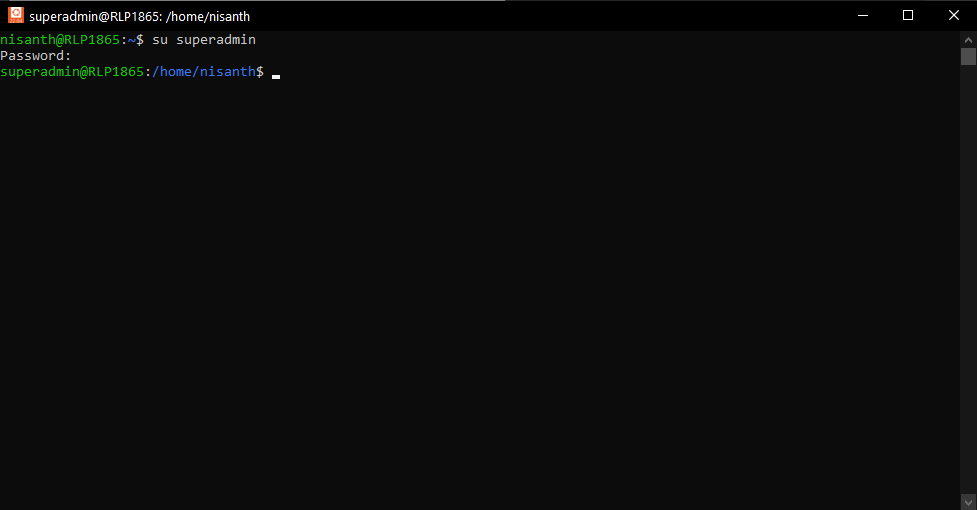 superadmin@RLP1865: /home/nisanth
nisanth@RLP1865:~$ su superadmin
Password:
superadmin@RLP1865:/home/nisanth$